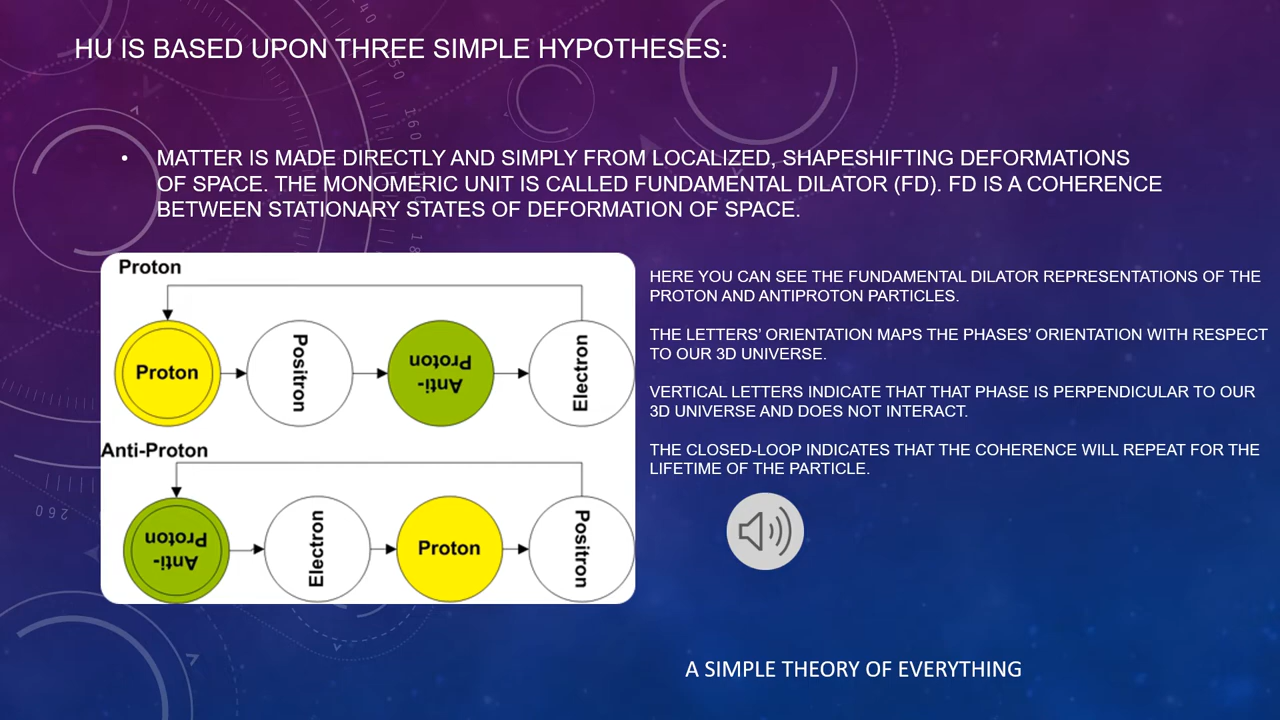 HU IS BASED UPON THREE SIMPLE HYPOTHESES:
• MATTER IS MADE DIRECTLY AND SIMPLY FROM LOCALIZED, SHAPESHIFTING DEFORMATIONS
OF SPACE. THE MONOMERIC UNIT IS CALLED FUNDAMENTAL DILATOR (FD). FD IS A COHERENCE
BETWEEN STATIONARY STATES OF DEFORMATION OF SPACE.
Proton
Proton
Positron
Anti-
Proton
Electron
Anti-Proton
Anti-
Proton
Electron
Proton
Positron
HERE YOU CAN SEE THE FUNDAMENTAL DILATOR REPRESENTATIONS OF THE
PROTON AND ANTIPROTON PARTICLES.
THE LETTERS' ORIENTATION MAPS THE PHASES' ORIENTATION WITH RESPECT
TO OUR 3D UNIVERSE.
VERTICAL LETTERS INDICATE THAT THAT PHASE IS PERPENDICULAR TO OUR
3D UNIVERSE AND DOES NOT INTERACT.
THE CLOSED-LOOP INDICATES THAT THE COHERENCE WILL REPEAT FOR THE
LIFETIME OF THE PARTICLE.
260
160
A SIMPLE THEORY OF EVERYTHING